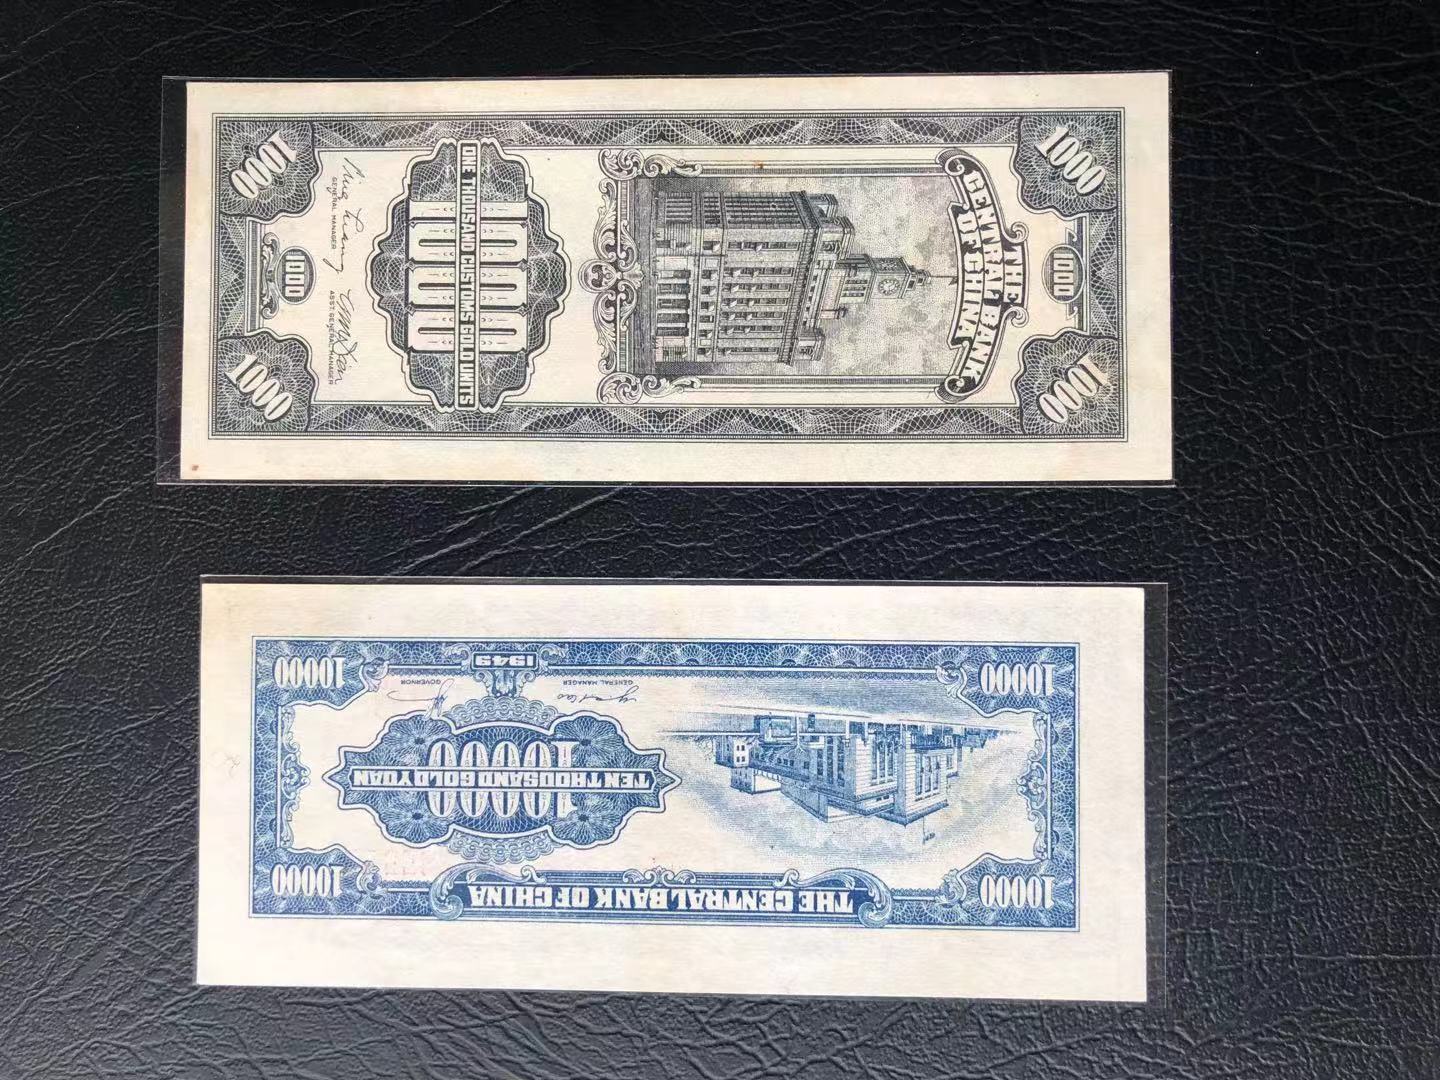 THE
CENTRAL BANK
OF CHINA
1000
1000
1000
1000
ONE THOUSAND CUSTOMS GOLD UNITS
1000
GENERAL MANAGER
ASST. GENERAL MANAGER
1000
1000
THE CENTRAL BANK OF CHINA
10000
10000
10000
TEN THOUSAND GOLD YUAN
GENERAL MANAGER
GOVERNOR
10000
1949
10000